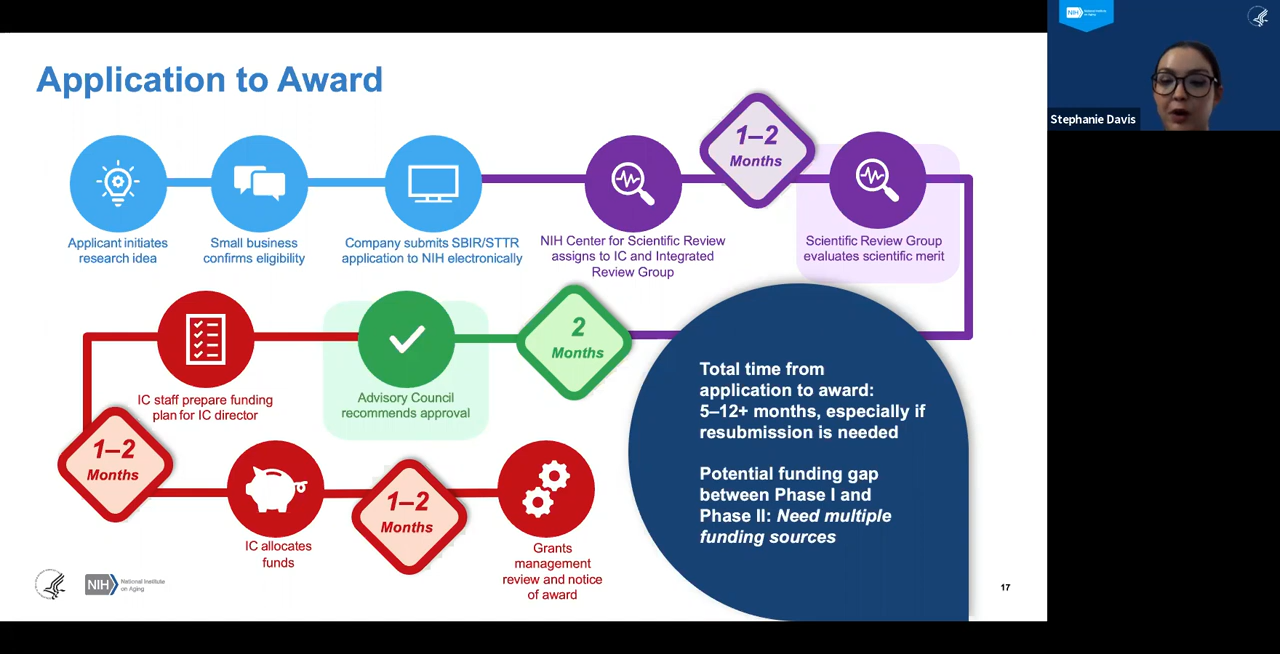 Application to Award
1–2
Months
Applicant initiates
research idea
Small business
confirms eligibility
Company submits SBIR/STTR
application to NIH electronically
NIH Center for Scientific Review
assigns to IC and Integrated
Review Group
Scientific Review Group
evaluates scientific merit
2
Months
Advisory Council
recommends approval
IC staff prepare funding
plan for IC director
1–2
Months
IC allocates
funds
1–2
Months
Grants
management
review and notice
of award
Total time from
application to award:
5–12+ months, especially if
resubmission is needed
Potential funding gap
between Phase I and
Phase II: Need multiple
funding sources
NIH
National Institute
on Aging
17
NIH
National Institute
on Aging
Stephanie Davis